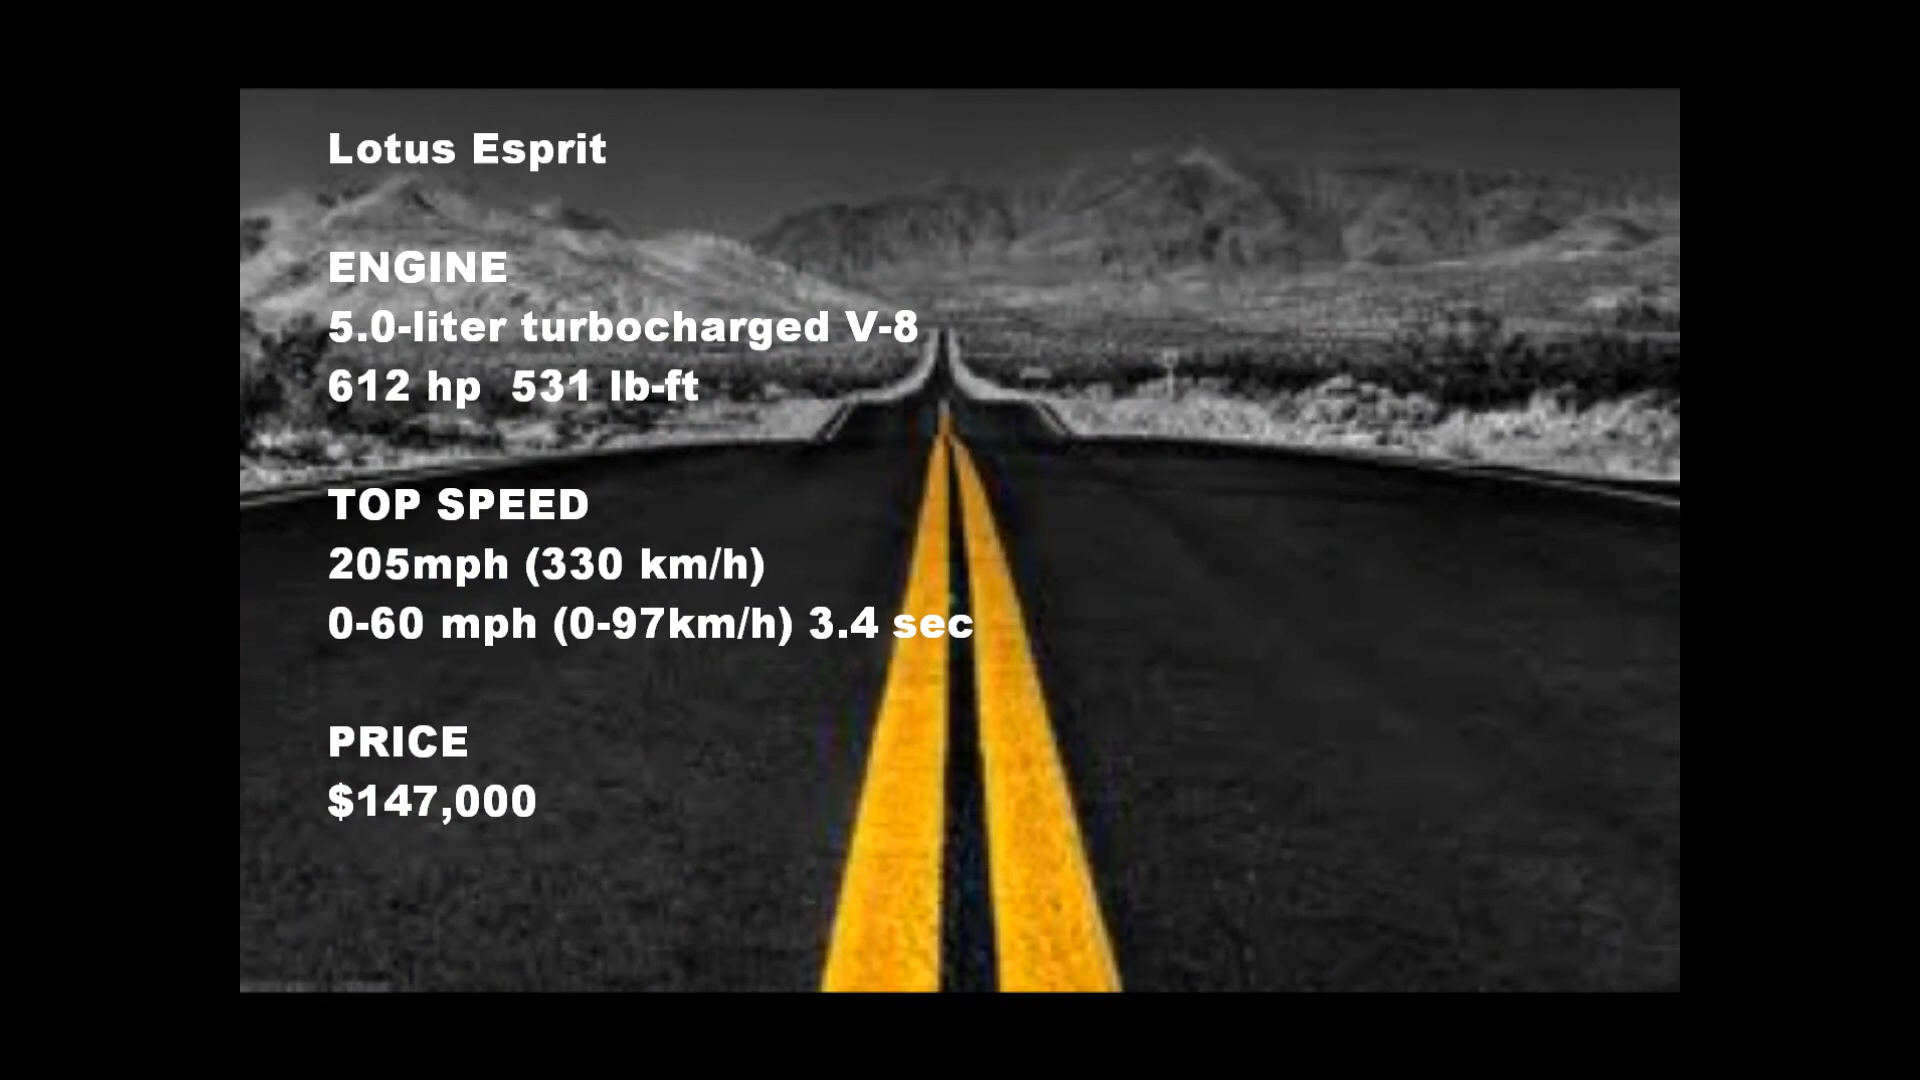 Lotus Esprit
ENGINE
5.0-liter turbocharged V-8
612 hp  531 lb-ft
TOP SPEED
205mph (330 km/h)
0-60 mph (0-97km/h) 3.4 sec
PRICE
$147,000